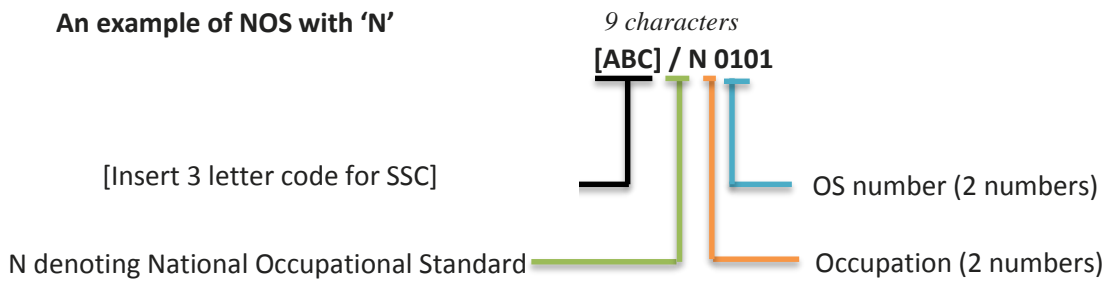 An example of NOS with ‘N’
9 characters
[ABC] / N 0101
[Insert 3 letter code for SSC]
OS number (2 numbers)
N denoting National Occupational Standard
Occupation (2 numbers)